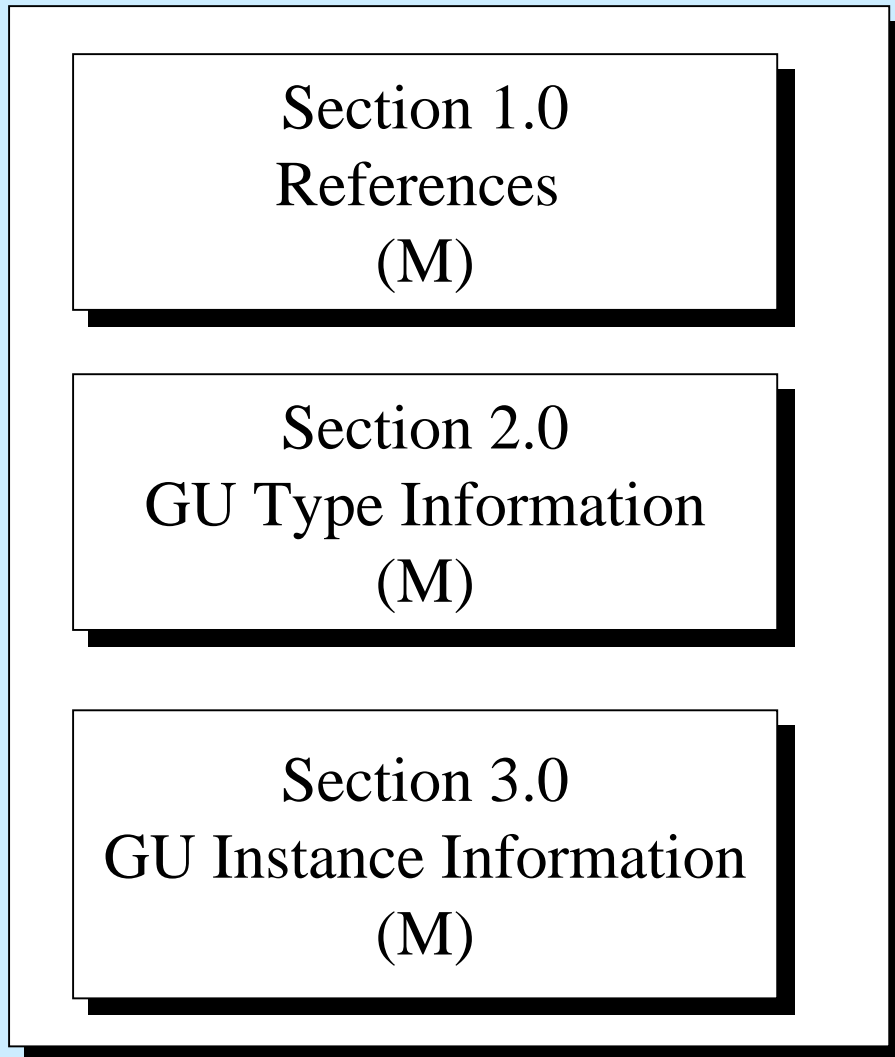 Section 1.0
References
(M)
Section 2.0
GU Type Information
(M)
Section 3.0
GU Instance Information
(M)